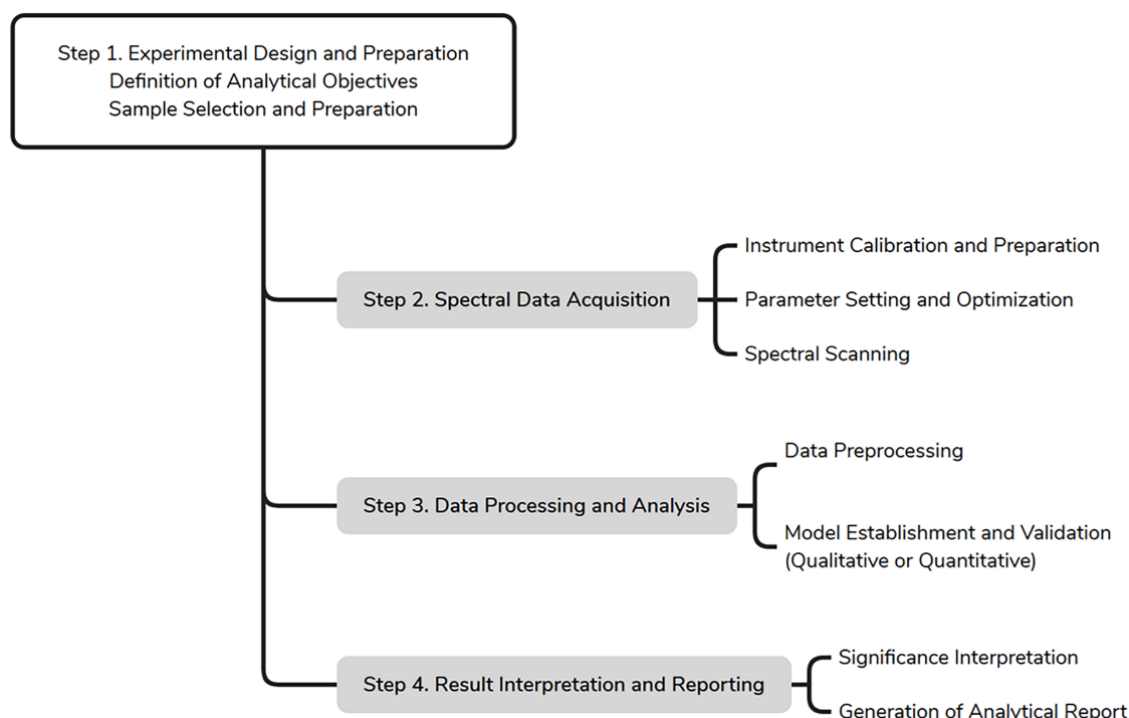 Step 1. Experimental Design and Preparation
Definition of Analytical Objectives
Sample Selection and Preparation
Step 2. Spectral Data Acquisition
Instrument Calibration and Preparation
Parameter Setting and Optimization
Spectral Scanning
Step 3. Data Processing and Analysis
Data Preprocessing
Model Establishment and Validation
(Qualitative or Quantitative)
Step 4. Result Interpretation and Reporting
Significance Interpretation
Generation of Analytical Report